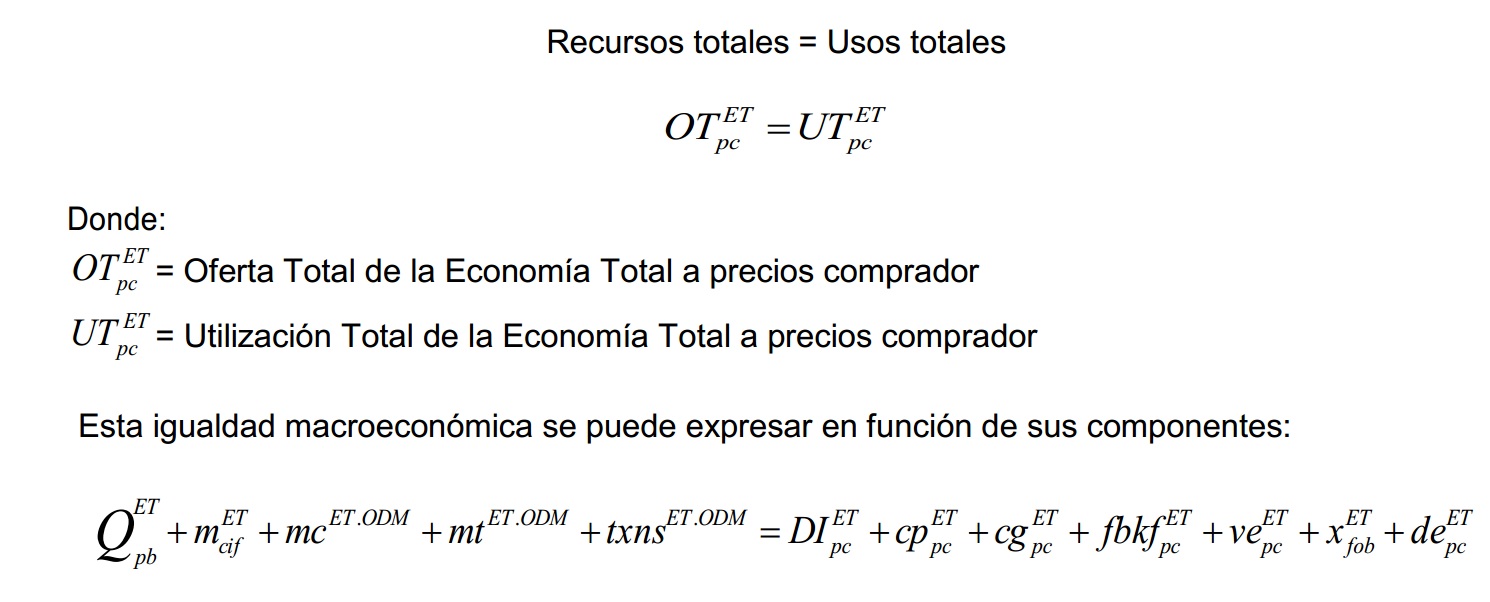 Recursos totales = Usos totales
$OT_{pc}^{ET} = UT_{pc}^{ET}$
Donde:
$OT_{pc}^{ET}$ = Oferta Total de la Economía Total a precios comprador
$UT_{pc}^{ET}$ = Utilización Total de la Economía Total a precios comprador
Esta igualdad macroeconómica se puede expresar en función de sus componentes:
$Q_{pb}^{ET} + m_{cif}^{ET} + mc^{ET.ODM} + mt^{ET.ODM} + txns^{ET.ODM} = DI_{pc}^{ET} + cp_{pc}^{ET} + cg_{pc}^{ET} + fbkf_{pc}^{ET} + ve_{pc}^{ET} + x_{fob}^{ET} + de_{pc}^{ET}$